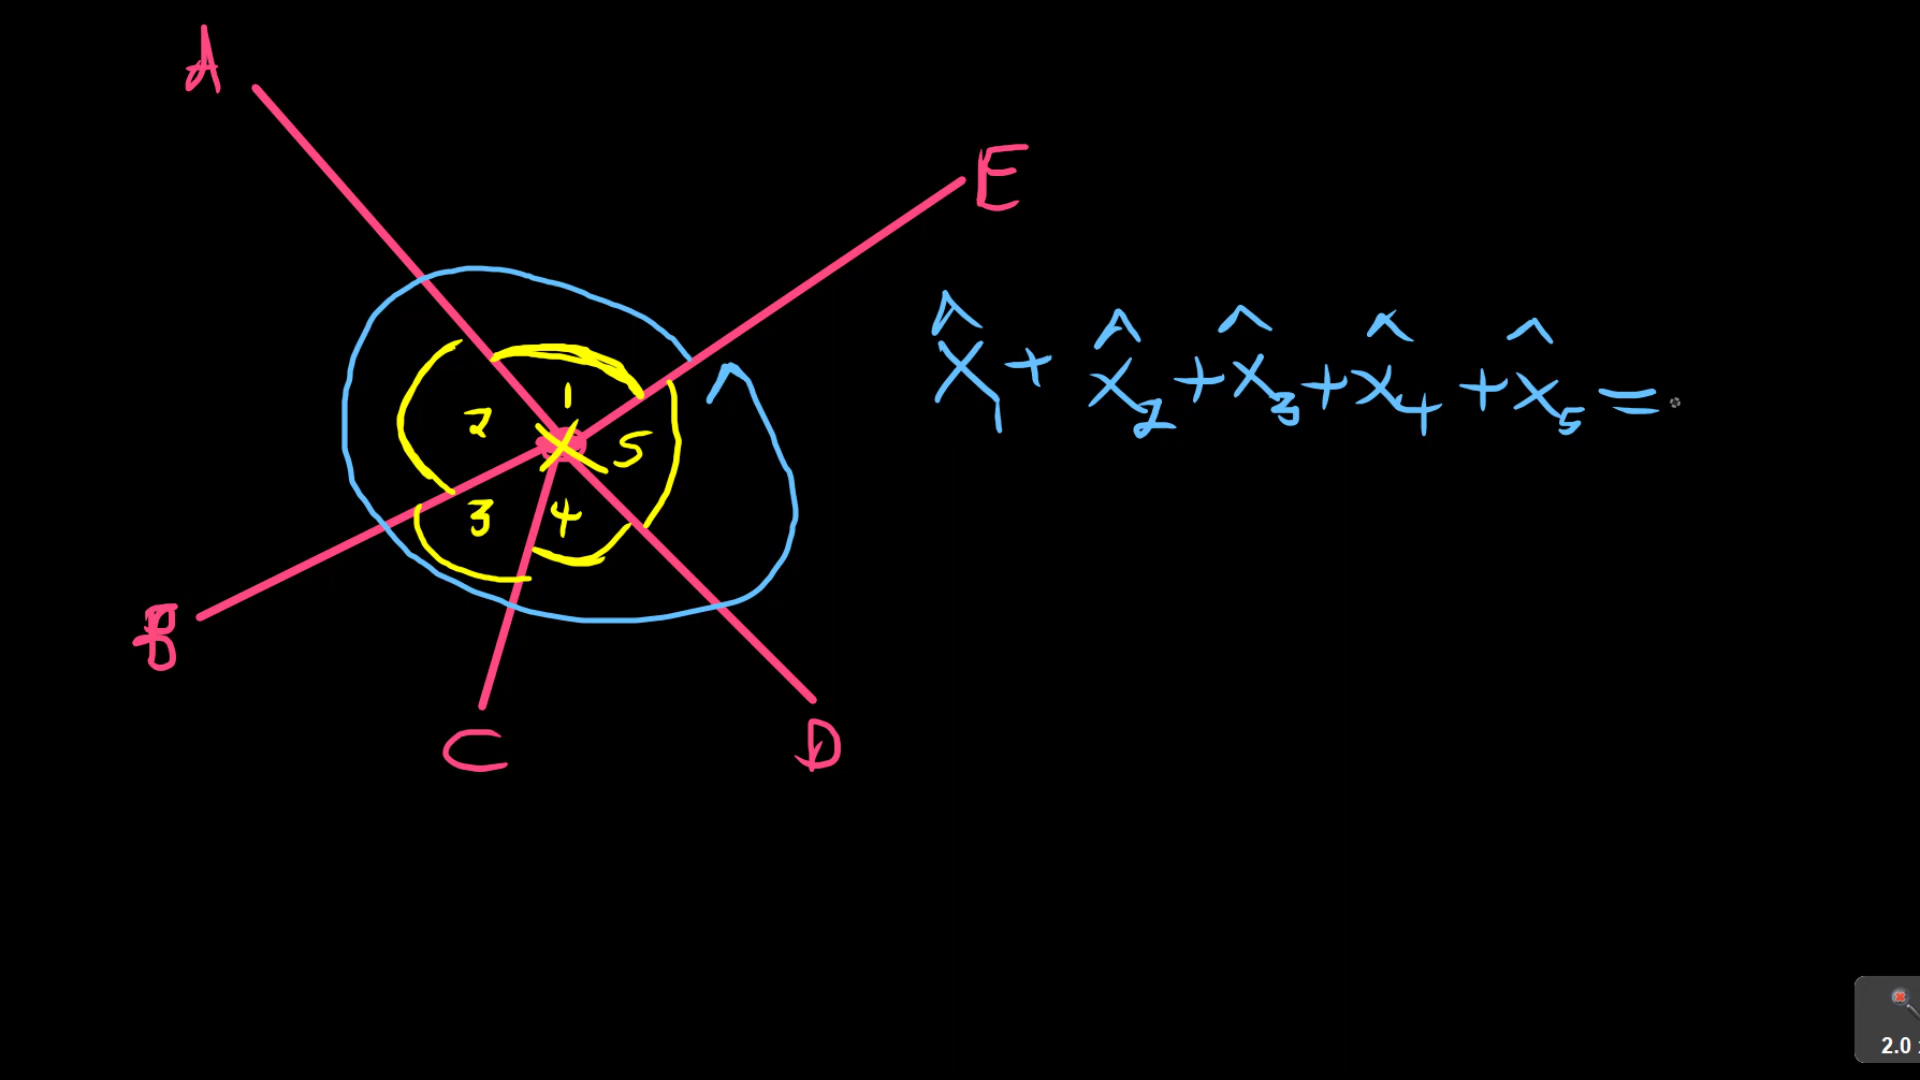 A
E
x̂₁ + x̂₂ + x̂₃ + x̂₄ + x̂₅ =
1
2 X 5
3 4
B
C D
2.0